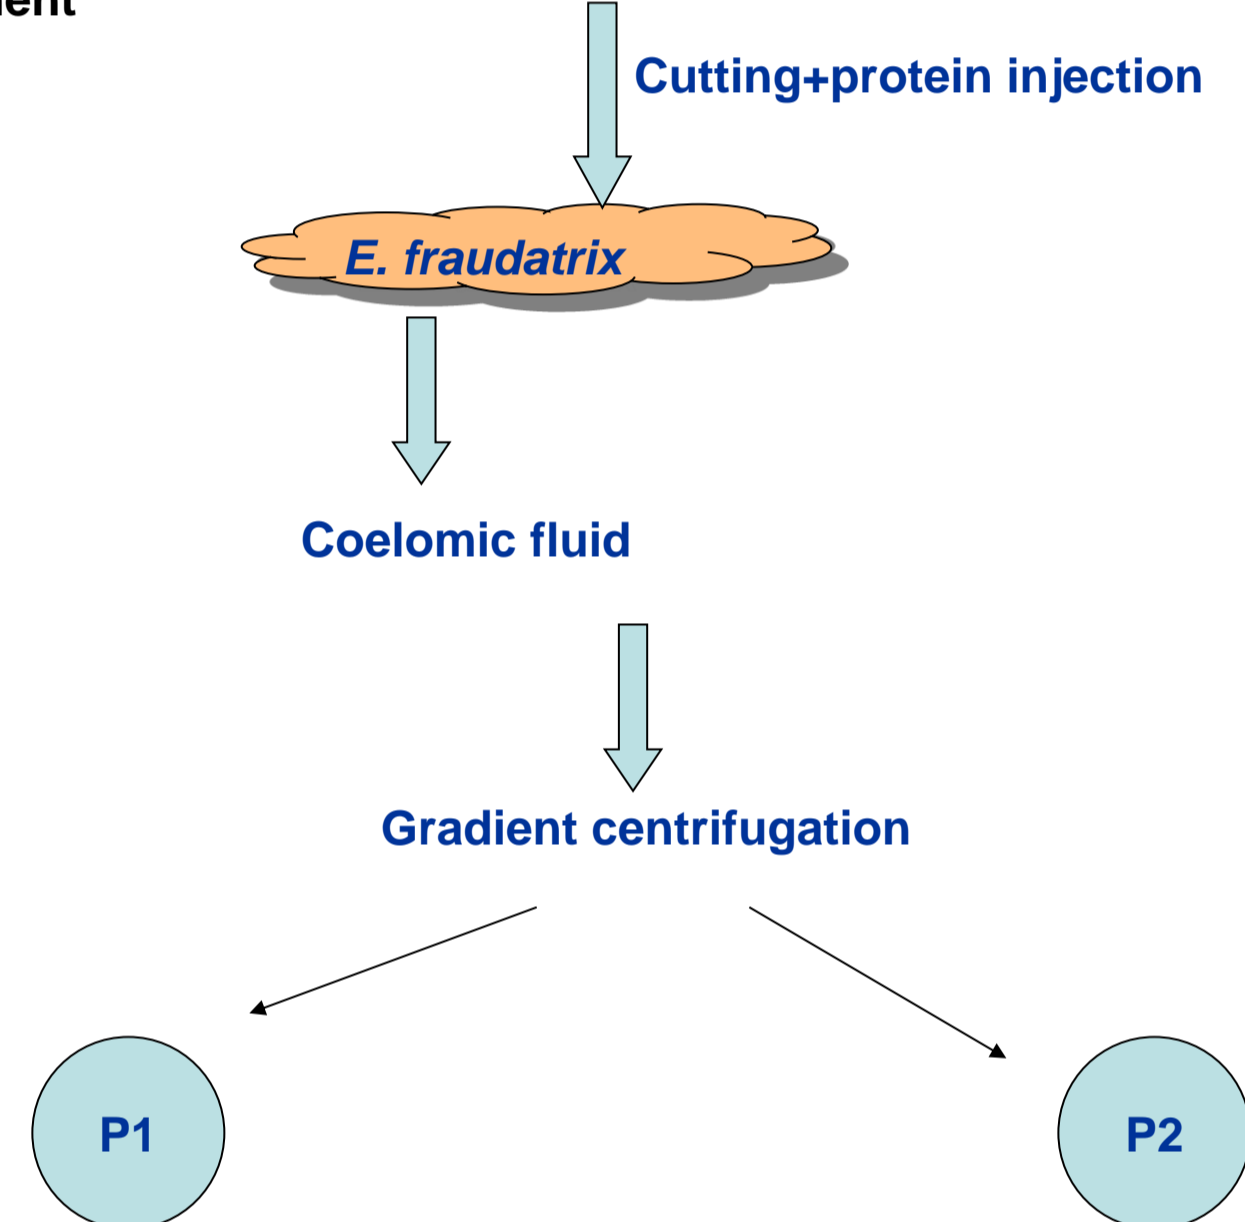 Cutting+protein injection
E. fraudatrix
Coelomic fluid
Gradient centrifugation
P1
P2